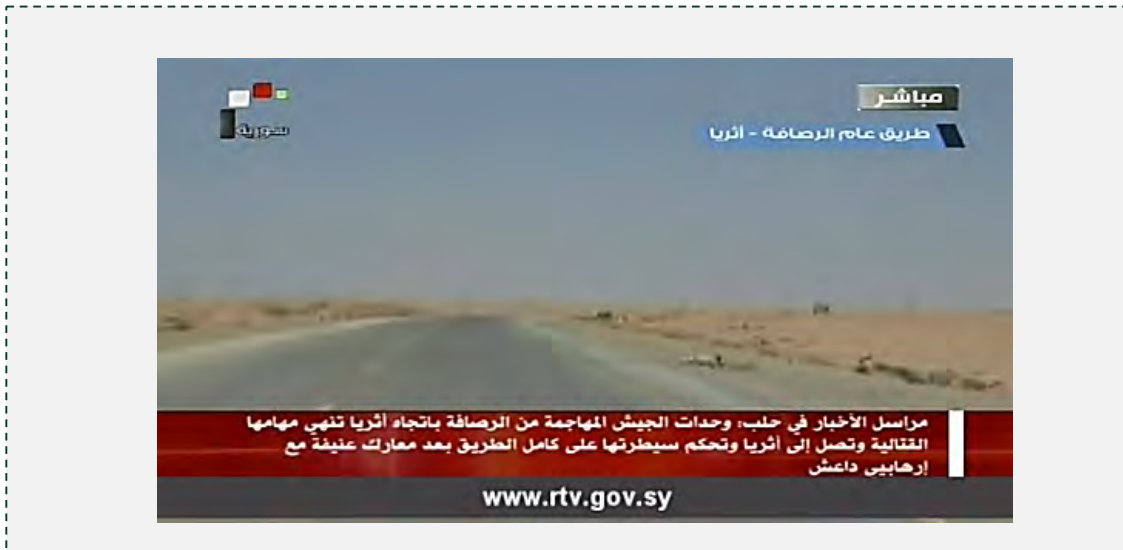 سورية
مباشر
طريق عام الرصافة - أثريا
مراسل الأخبار في حلب: وحدات الجيش المهاجمة من الرصافة باتجاه أثريا تنهي مهامها
القتالية وتصل إلى أثريا وتحكم سيطرتها على كامل الطريق بعد معارك عنيفة مع
إرهابيي داعش
www.rtv.gov.sy